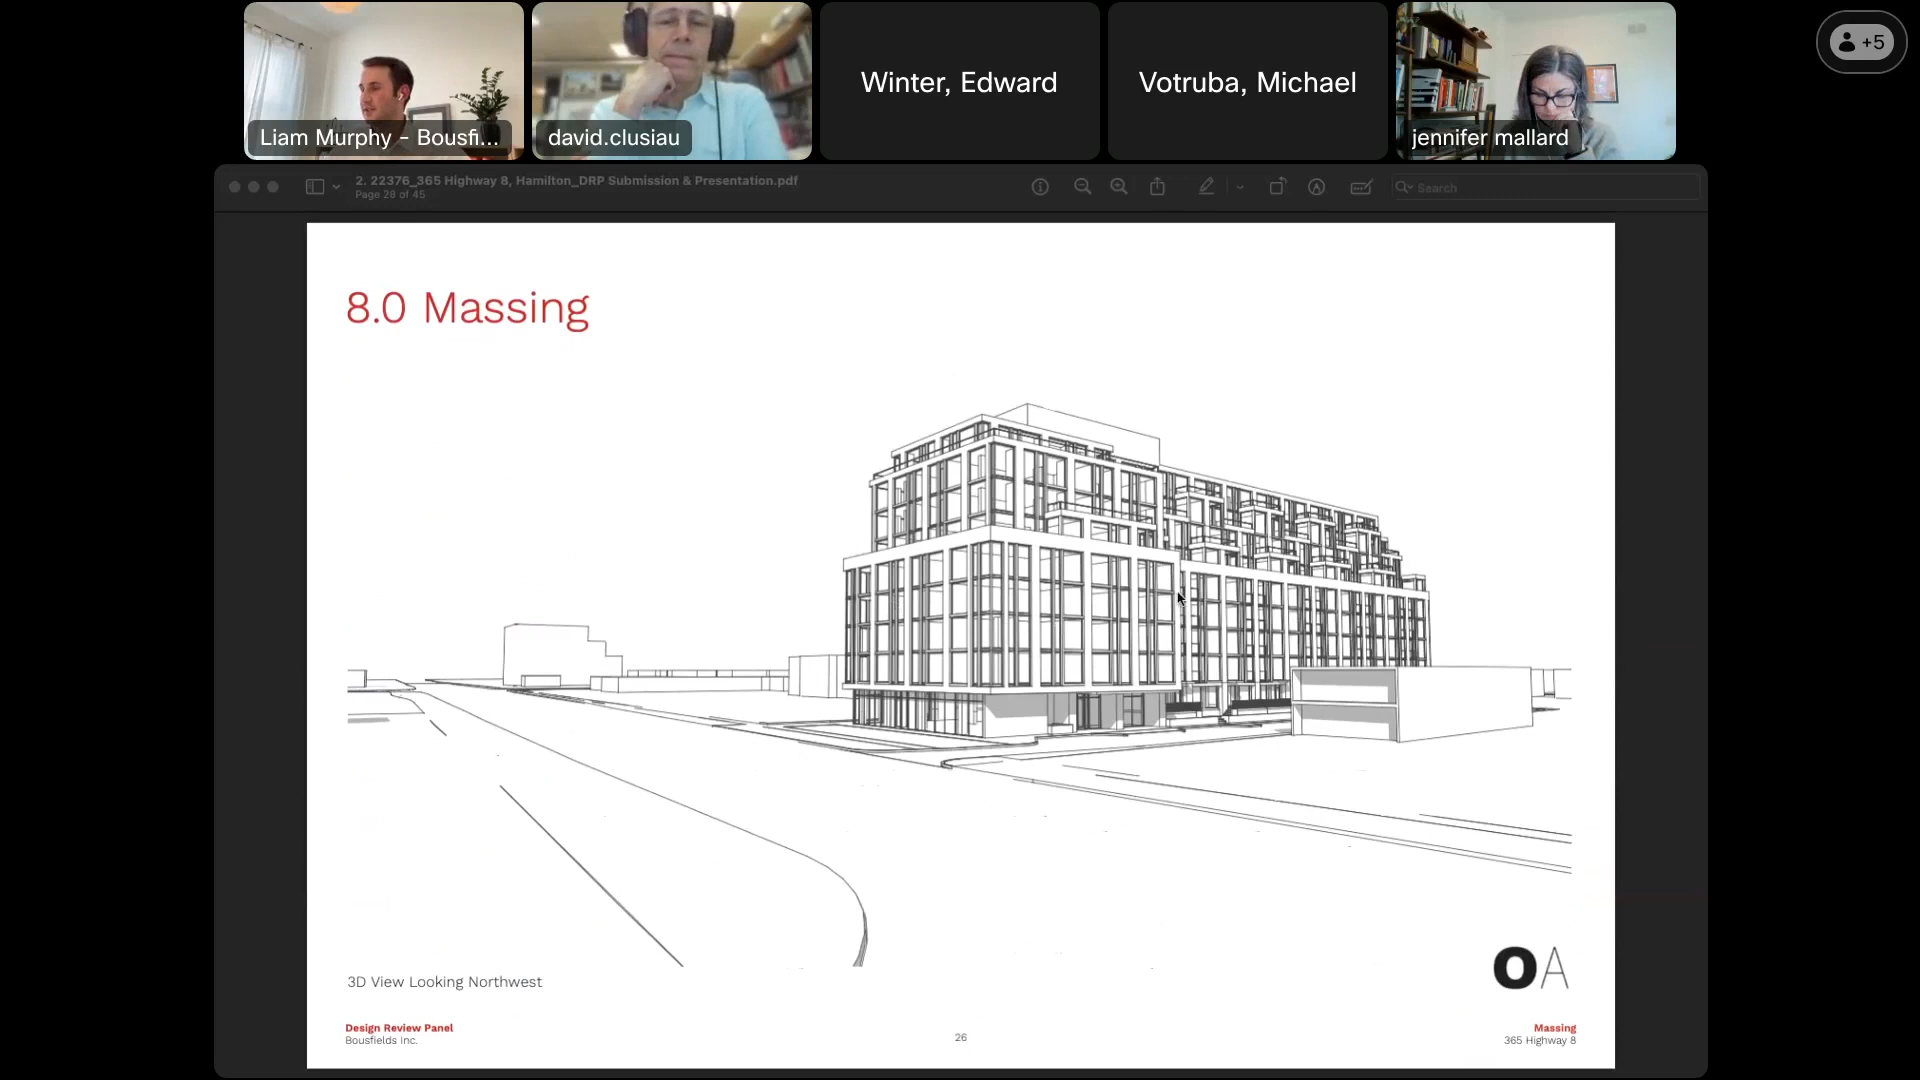 Liam Murphy - Bousfi...
david.clusiau
Winter, Edward
Votruba, Michael
jennifer mallard
+5
2. 22376_365 Highway 8, Hamilton_DRP Submission & Presentation.pdf
Page 28 of 45
Search
8.0 Massing
3D View Looking Northwest
OA
Design Review Panel
Bousfields Inc.
26
Massing
365 Highway 8